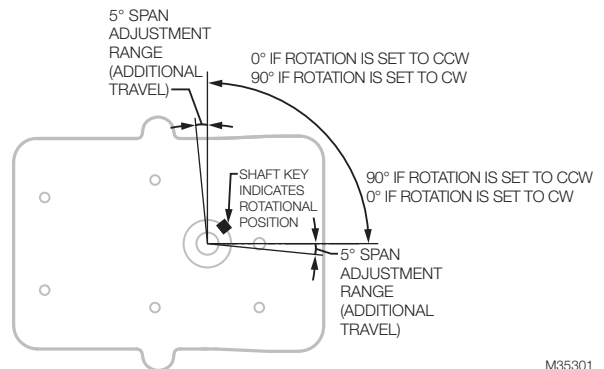 5° SPAN
ADJUSTMENT
RANGE
(ADDITIONAL
TRAVEL)
0° IF ROTATION IS SET TO CCW
90° IF ROTATION IS SET TO CW
SHAFT KEY
INDICATES
ROTATIONAL
POSITION
90° IF ROTATION IS SET TO CCW
0° IF ROTATION IS SET TO CW
5° SPAN
ADJUSTMENT
RANGE
(ADDITIONAL
TRAVEL)
M35301